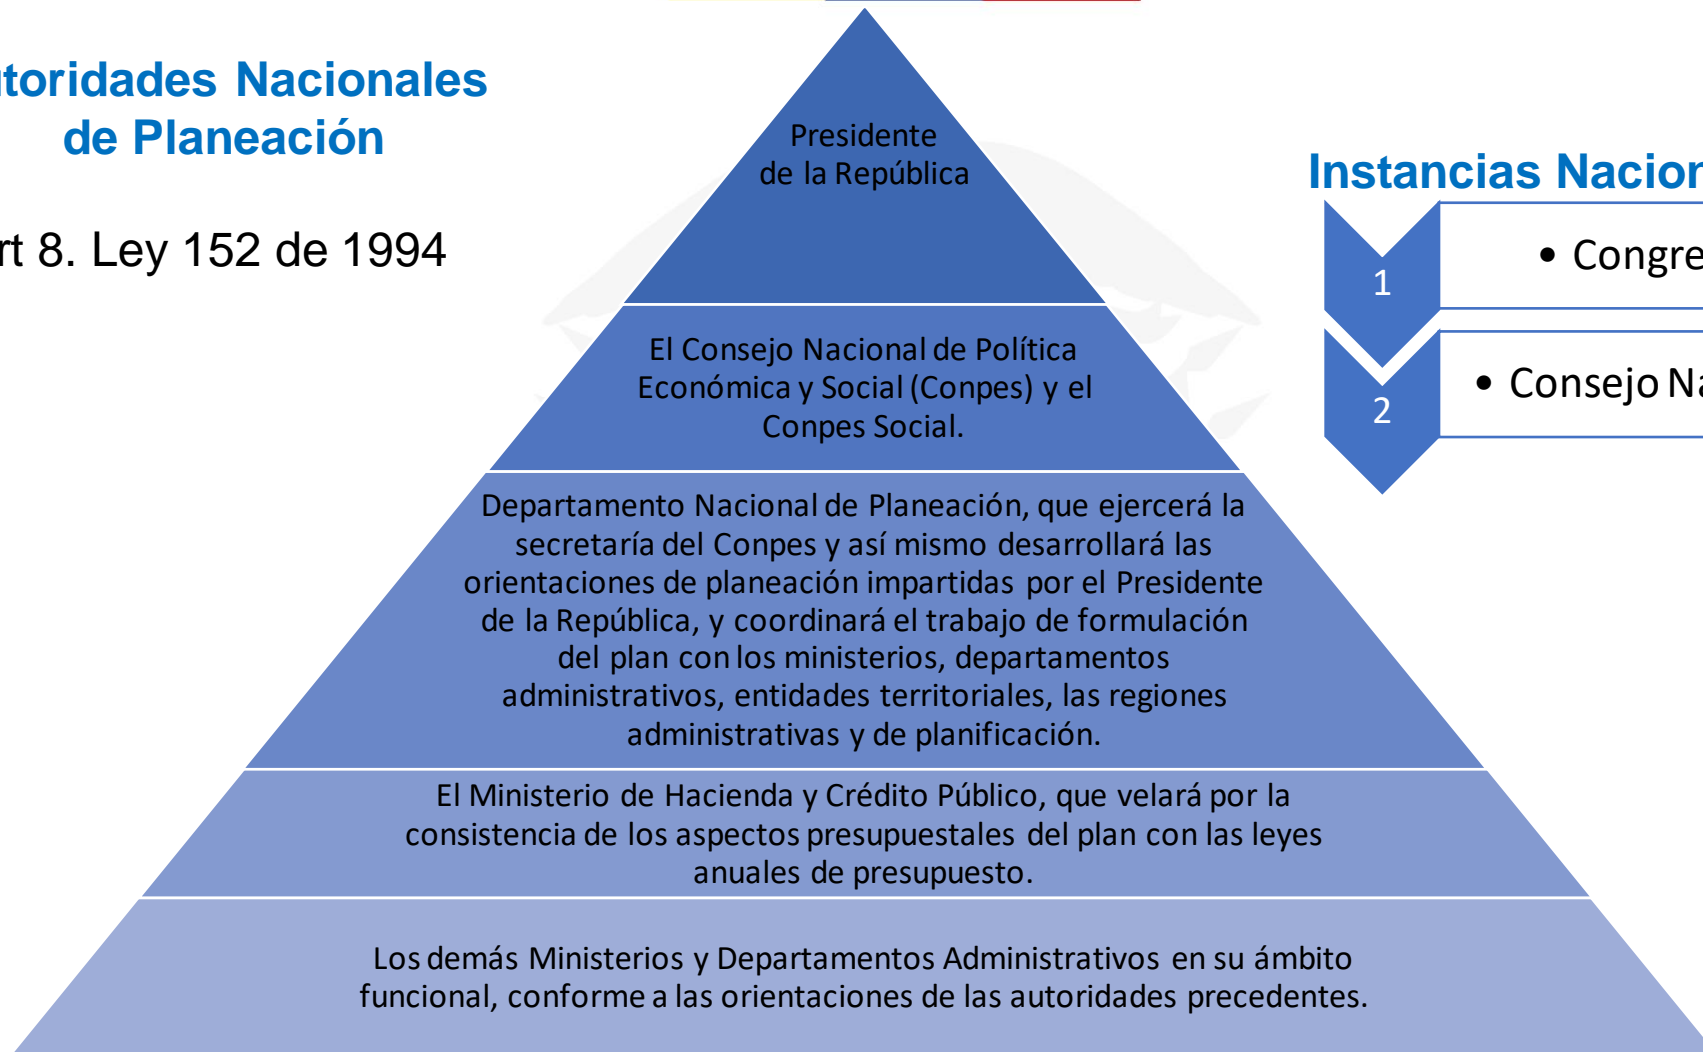 toridades Nacionales
de Planeación
rt 8. Ley 152 de 1994
Presidente
de la República
El Consejo Nacional de Política
Económica y Social (Conpes) y el
Conpes Social.
Departamento Nacional de Planeación, que ejercerá la
secretaría del Conpes y así mismo desarrollará las
orientaciones de planeación impartidas por el Presidente
de la República, y coordinará el trabajo de formulación
del plan con los ministerios, departamentos
administrativos, entidades territoriales, las regiones
administrativas y de planificación.
El Ministerio de Hacienda y Crédito Público, que velará por la
consistencia de los aspectos presupuestales del plan con las leyes
anuales de presupuesto.
Los demás Ministerios y Departamentos Administrativos en su ámbito
funcional, conforme a las orientaciones de las autoridades precedentes.
Instancias Nacion
1
• Congre
2
• Consejo Na